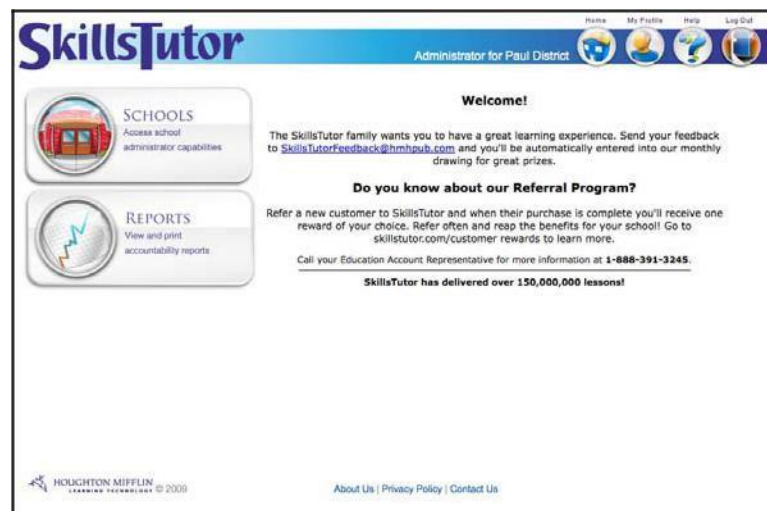 Home My Profile Help Log Out
SkillsTutor
Administrator for Paul District
SCHOOLS
Access school
administrator capabilities
REPORTS
View and print
accountability reports
Welcome!
The SkillsTutor family wants you to have a great learning experience. Send your feedback
to SkillsTutorFeedback@hmhpub.com and you'll be automatically entered into our monthly
drawing for great prizes.
Do you know about our Referral Program?
Refer a new customer to SkillsTutor and when their purchase is complete you'll receive one
reward of your choice. Refer often and reap the benefits for your school! Go to
skillstutor.com/customer rewards to learn more.
Call your Education Account Representative for more information at 1-888-391-3245.
SkillsTutor has delivered over 150,000,000 lessons!
HOUGHTON MIFFLIN
LEARNING TECHNOLOGY © 2009
About Us | Privacy Policy | Contact Us